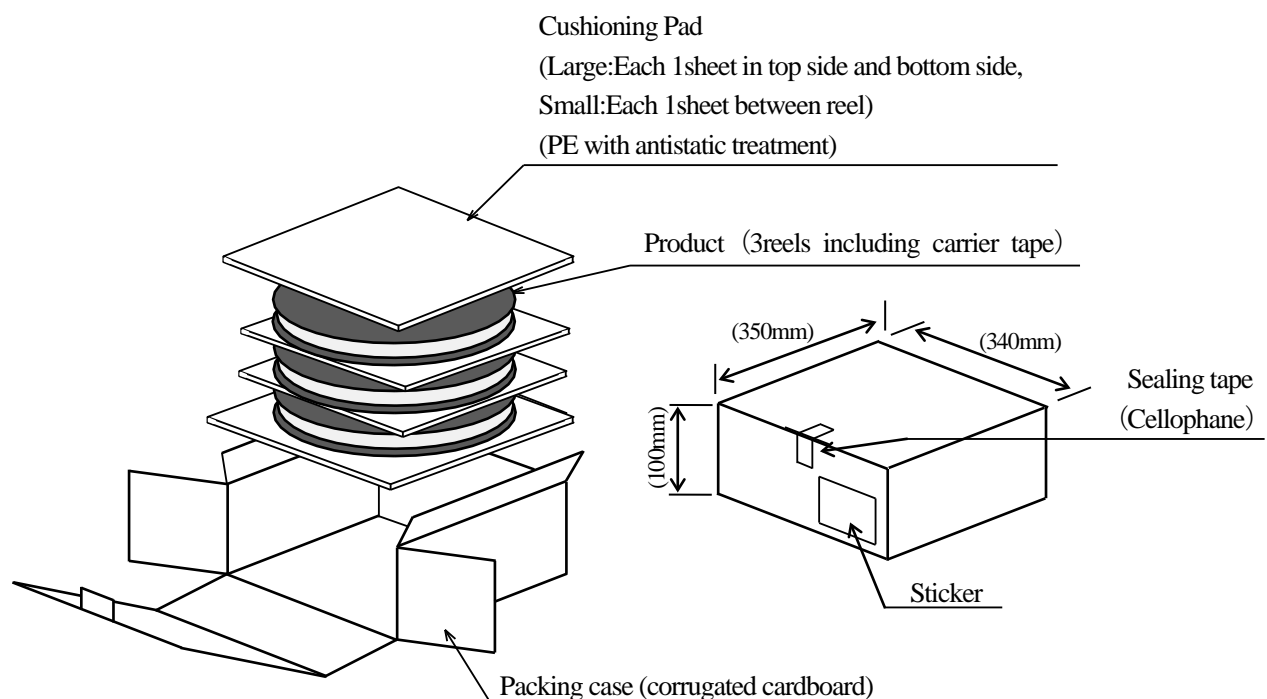 Cushioning Pad
(Large:Each 1sheet in top side and bottom side,
Small:Each 1sheet between reel)
(PE with antistatic treatment)
Product（3reels including carrier tape）
(350mm)
(340mm)
Sealing tape
（Cellophane）
(100mm)
Sticker
Packing case (corrugated cardboard)